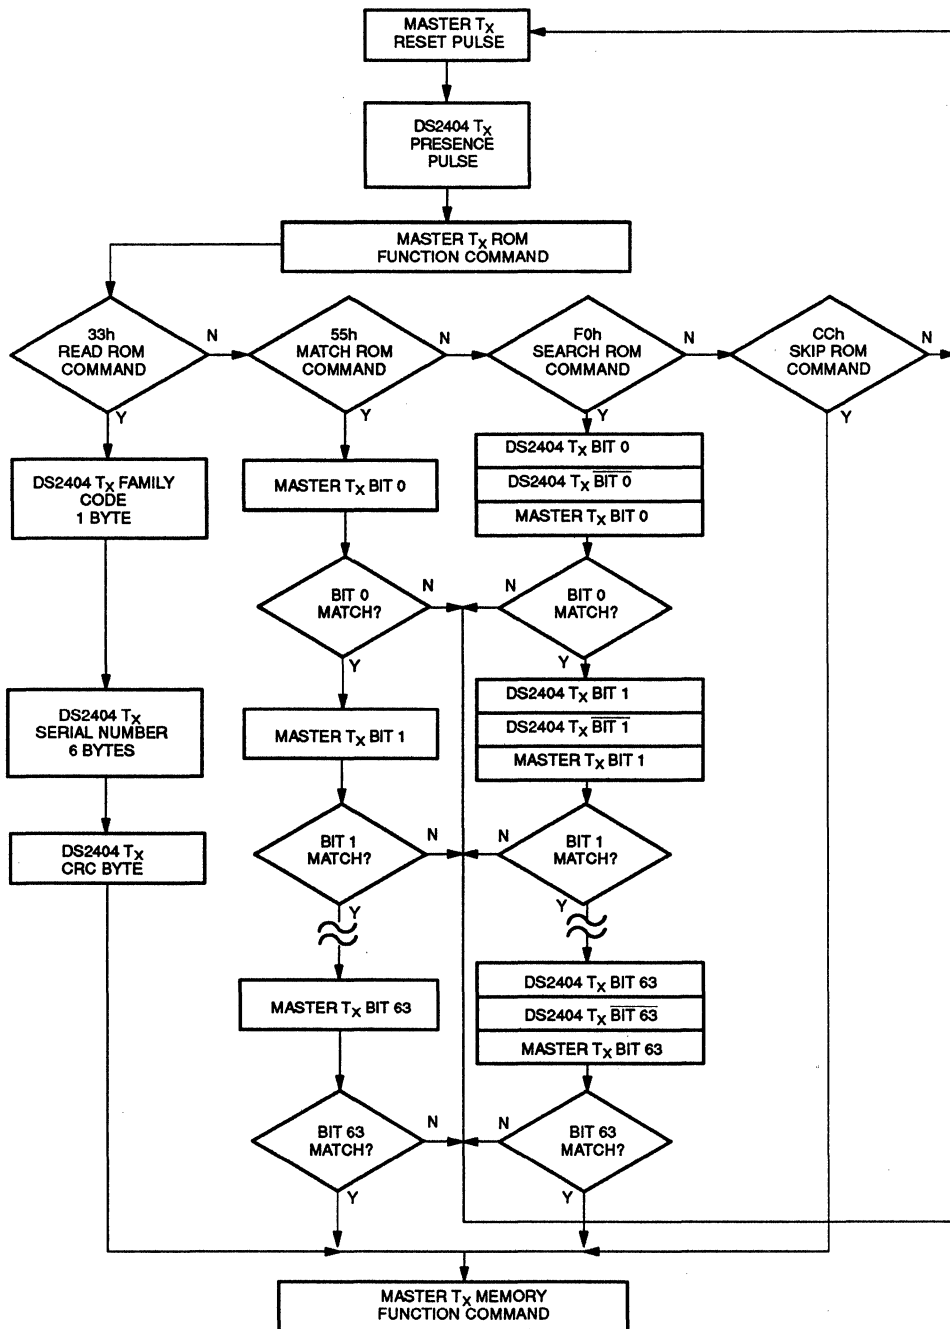 MASTER TX
RESET PULSE
DS2404 TX
PRESENCE
PULSE
MASTER TX ROM
FUNCTION COMMAND
33h
READ ROM
COMMAND
N
Y
55h
MATCH ROM
COMMAND
N
Y
F0h
SEARCH ROM
COMMAND
N
Y
CCh
SKIP ROM
COMMAND
N
Y
DS2404 TX FAMILY
CODE
1 BYTE
DS2404 TX
SERIAL NUMBER
6 BYTES
DS2404 TX
CRC BYTE
MASTER TX BIT 0
BIT 0
MATCH?
N
Y
MASTER TX BIT 1
BIT 1
MATCH?
N
Y
MASTER TX BIT 63
BIT 63
MATCH?
N
Y
DS2404 TX BIT 0
DS2404 TX B̅I̅T̅ ̅0̅
MASTER TX BIT 0
BIT 0
MATCH?
N
Y
DS2404 TX BIT 1
DS2404 TX B̅I̅T̅ ̅1̅
MASTER TX BIT 1
BIT 1
MATCH?
N
Y
DS2404 TX BIT 63
DS2404 TX B̅I̅T̅ ̅6̅3̅
MASTER TX BIT 63
BIT 63
MATCH?
N
Y
MASTER TX MEMORY
FUNCTION COMMAND